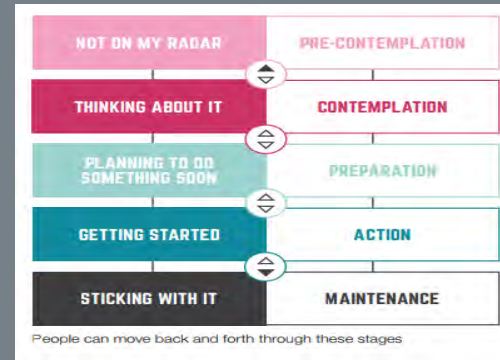 NOT ON MY RADAR
PRE-CONTEMPLATION
THINKING ABOUT IT
CONTEMPLATION
PLANNING TO DO
SOMETHING SOON
PREPARATION
GETTING STARTED
ACTION
STICKING WITH IT
MAINTENANCE
People can move back and forth through these stages